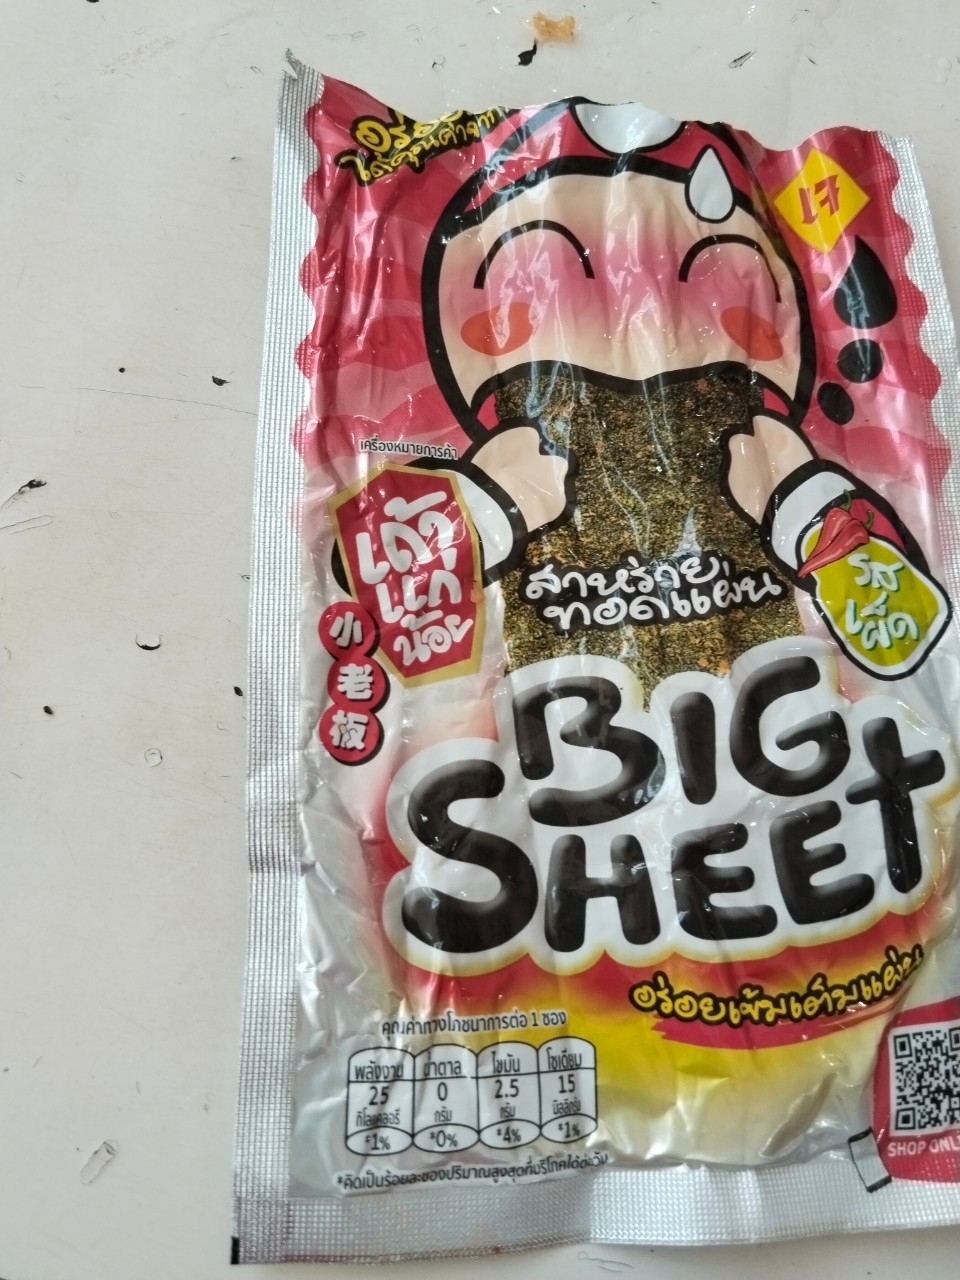 อร่อย
เครื่องหมายการค้า
เถ้า
แก่
น้อย
小
老
板
สาหร่าย
ทอดแผ่น
รส
เผ็ด
BIG
SHEET
อร่อยเข้มเต็มแผ่น
คุณค่าทางโภชนาการต่อ 1 ซอง
พลังงาน น้ำตาล ไขมัน โซเดียม
25 0 2.5 15
กิโลแคลอรี กรัม กรัม มิลลิกรัม
*1% *0% *4% *1%
*คิดเป็นร้อยละของปริมาณสูงสุดที่บริโภคได้ต่อวัน
SHOP